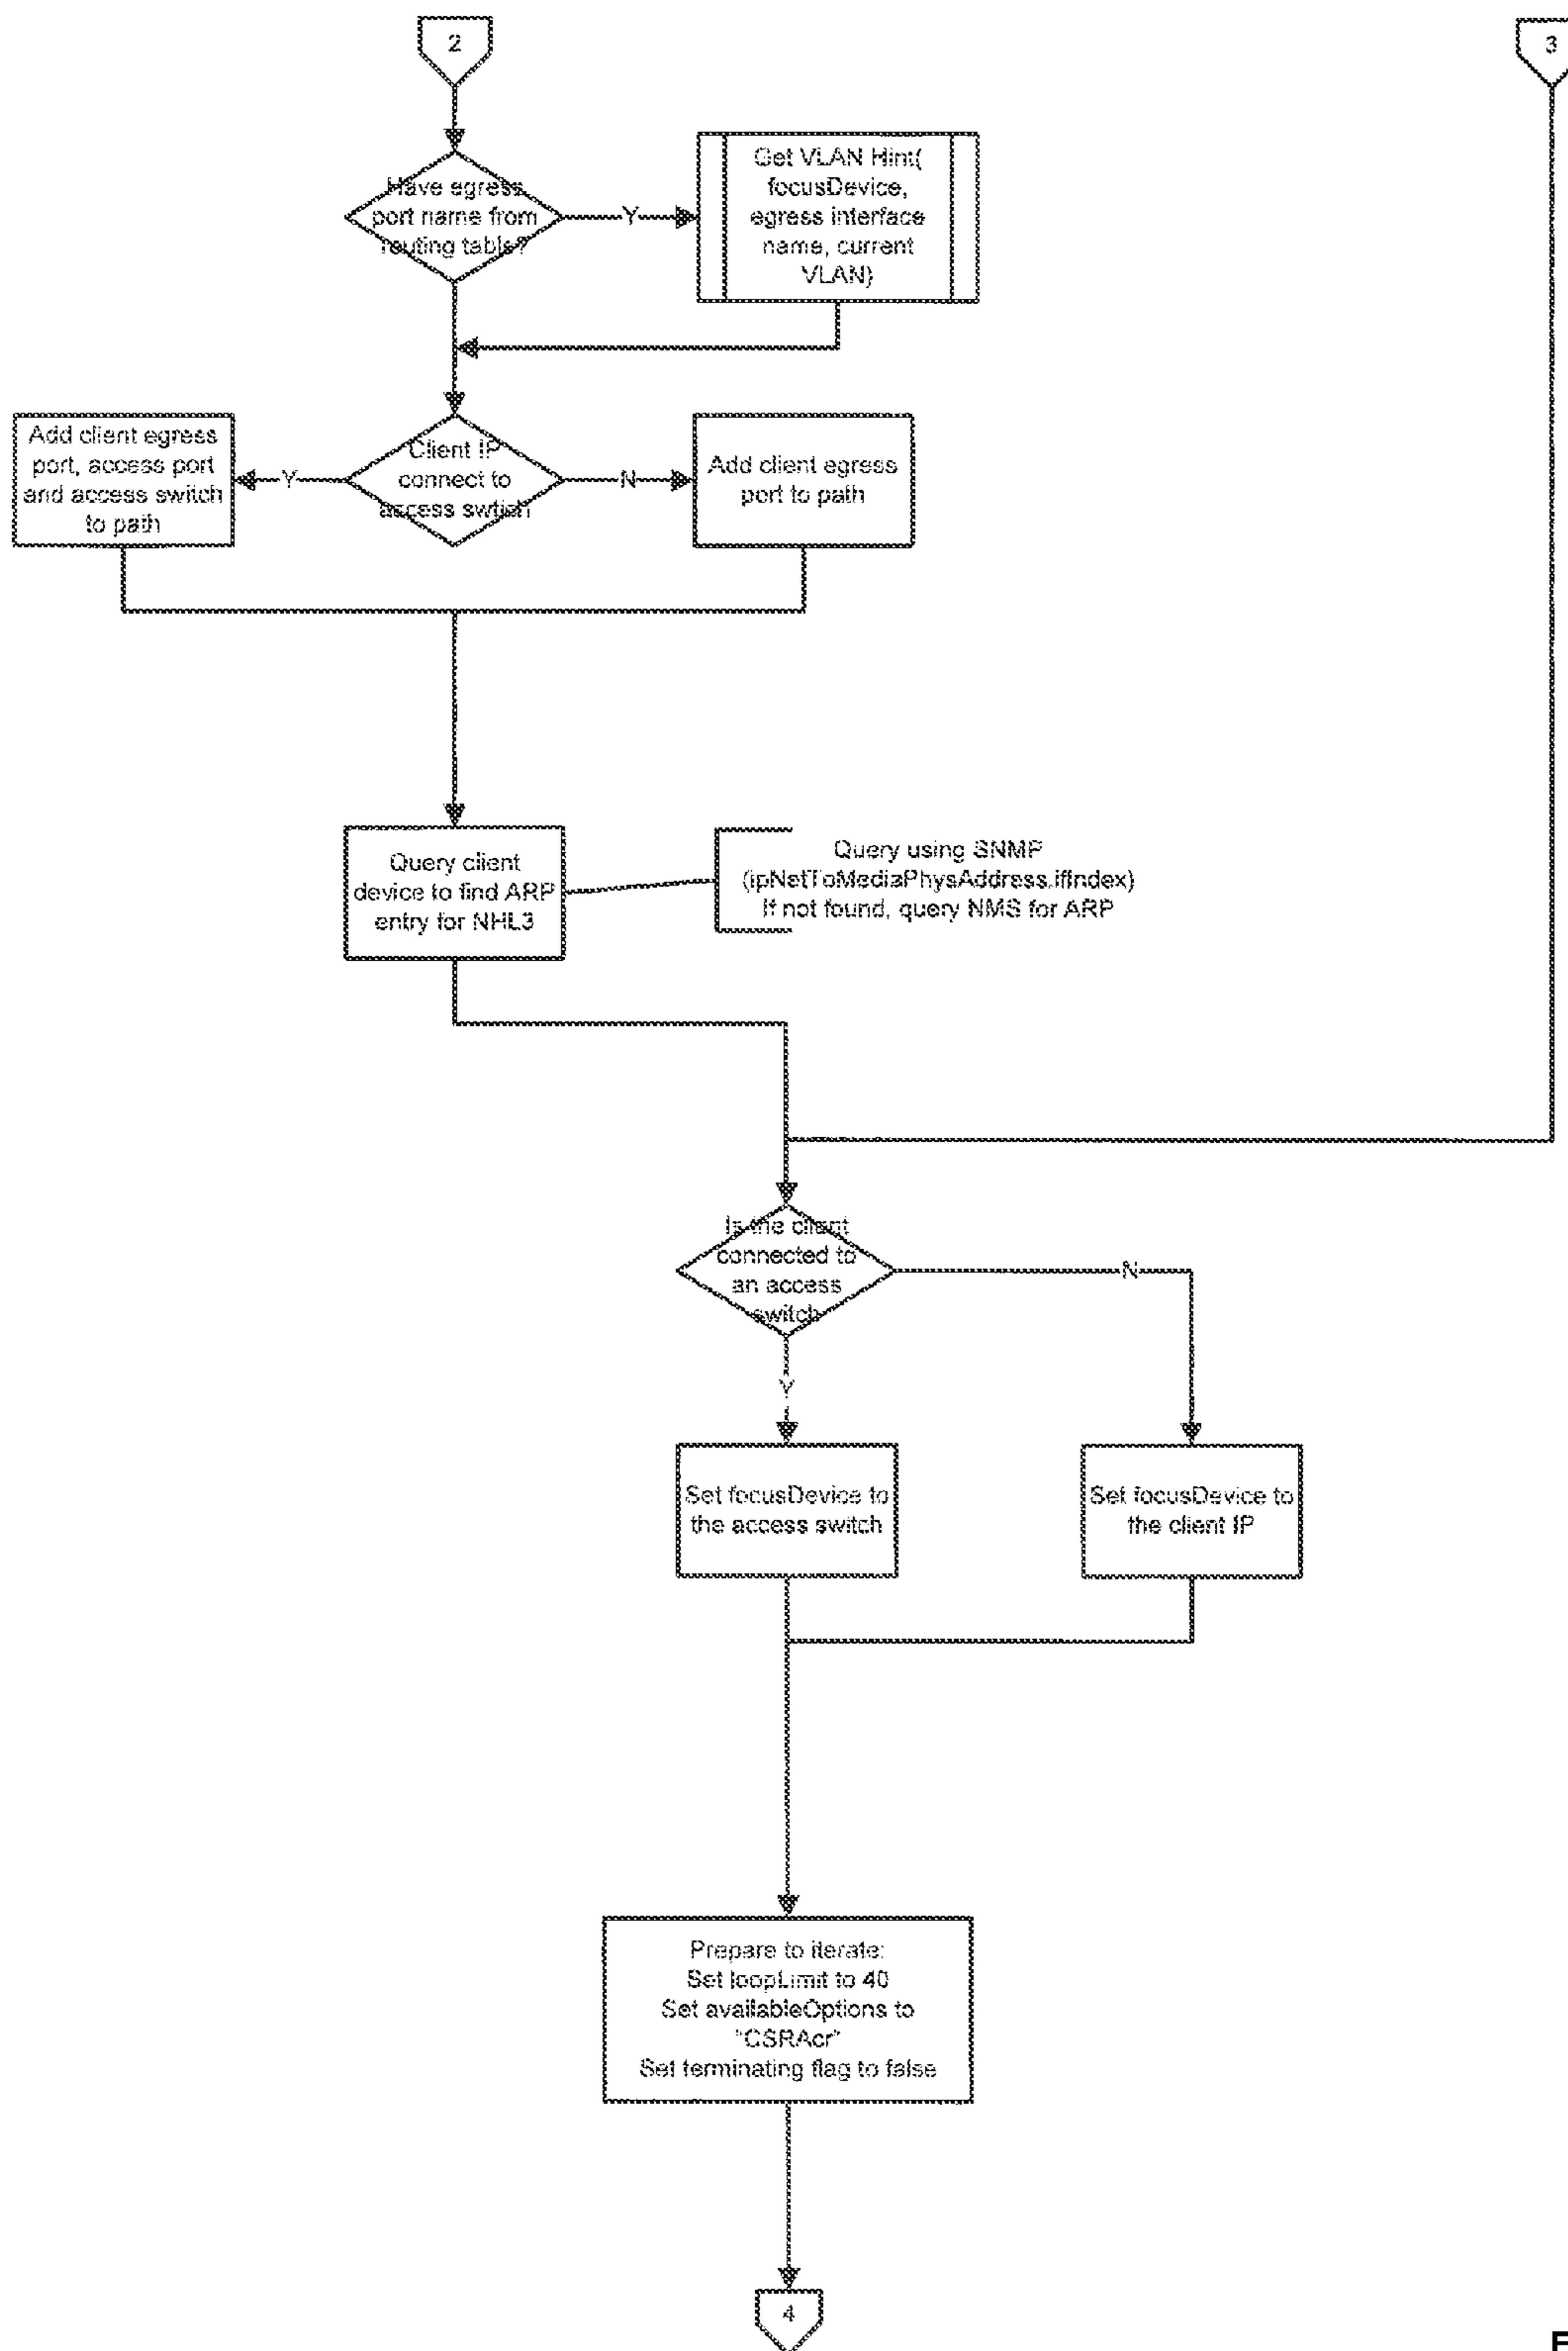 2
3
Have egress
port name from
routing table?
Y
Get VLAN Hint(
focusDevice,
egress interface
name, current
VLAN)
Add client egress
port, access port
and access switch
to path
Y
Client IP
connect to
access swtich
N
Add client egress
port to path
Query client
device to find ARP
entry for NHL3
Query using SNMP
(ipNetToMediaPhysAddress.ifIndex)
If not found, query NMS for ARP
Is the client
connected to
an access
switch
N
Y
Set focusDevice to
the access switch
Set focusDevice to
the client IP
Prepare to iterate:
Set loopLimit to 40
Set availableOptions to
"CSRAcr"
Set terminating flag to false
4